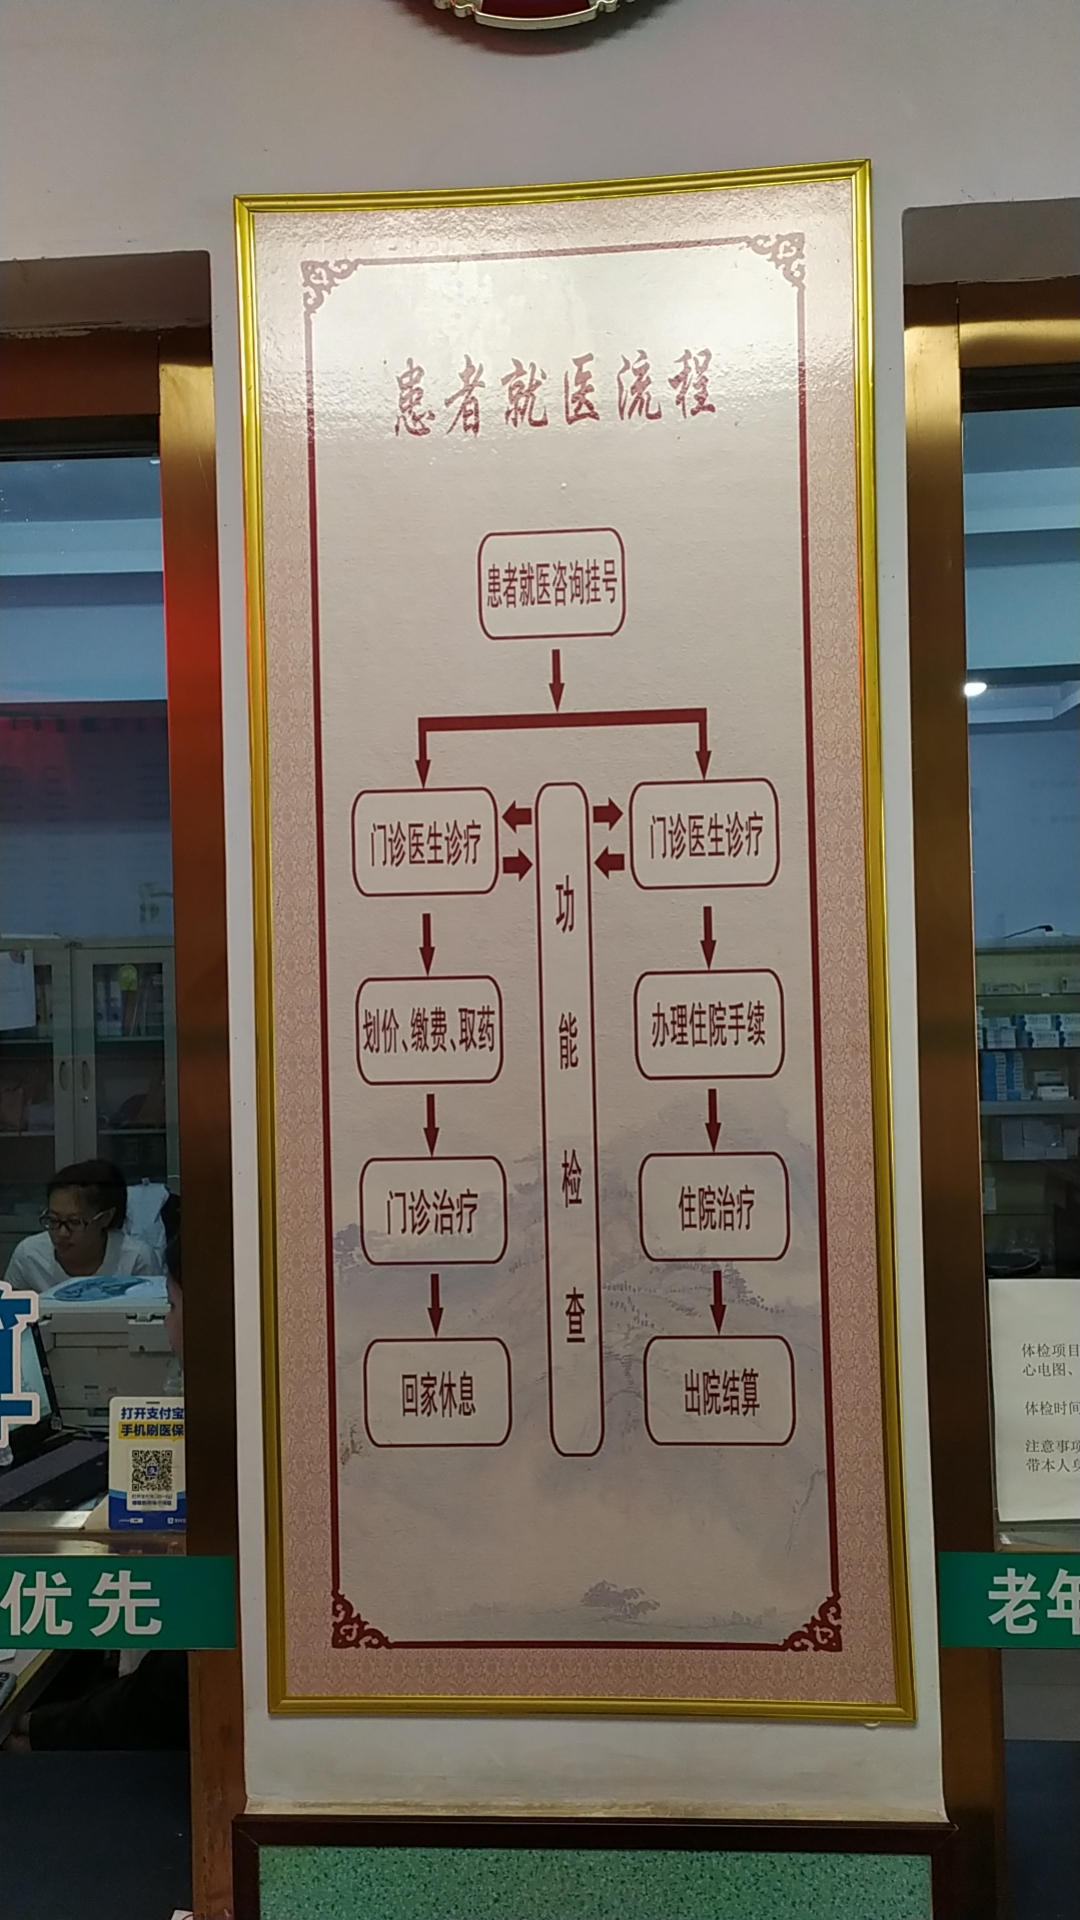 患者就医流程
患者就医咨询挂号
门诊医生诊疗
门诊医生诊疗
功能检查
划价、缴费、取药
办理住院手续
门诊治疗
住院治疗
回家休息
出院结算
打开支付宝
手机刷医保
体检项目
心电图、
体检时间
注意事项
带本人身
优先
老年